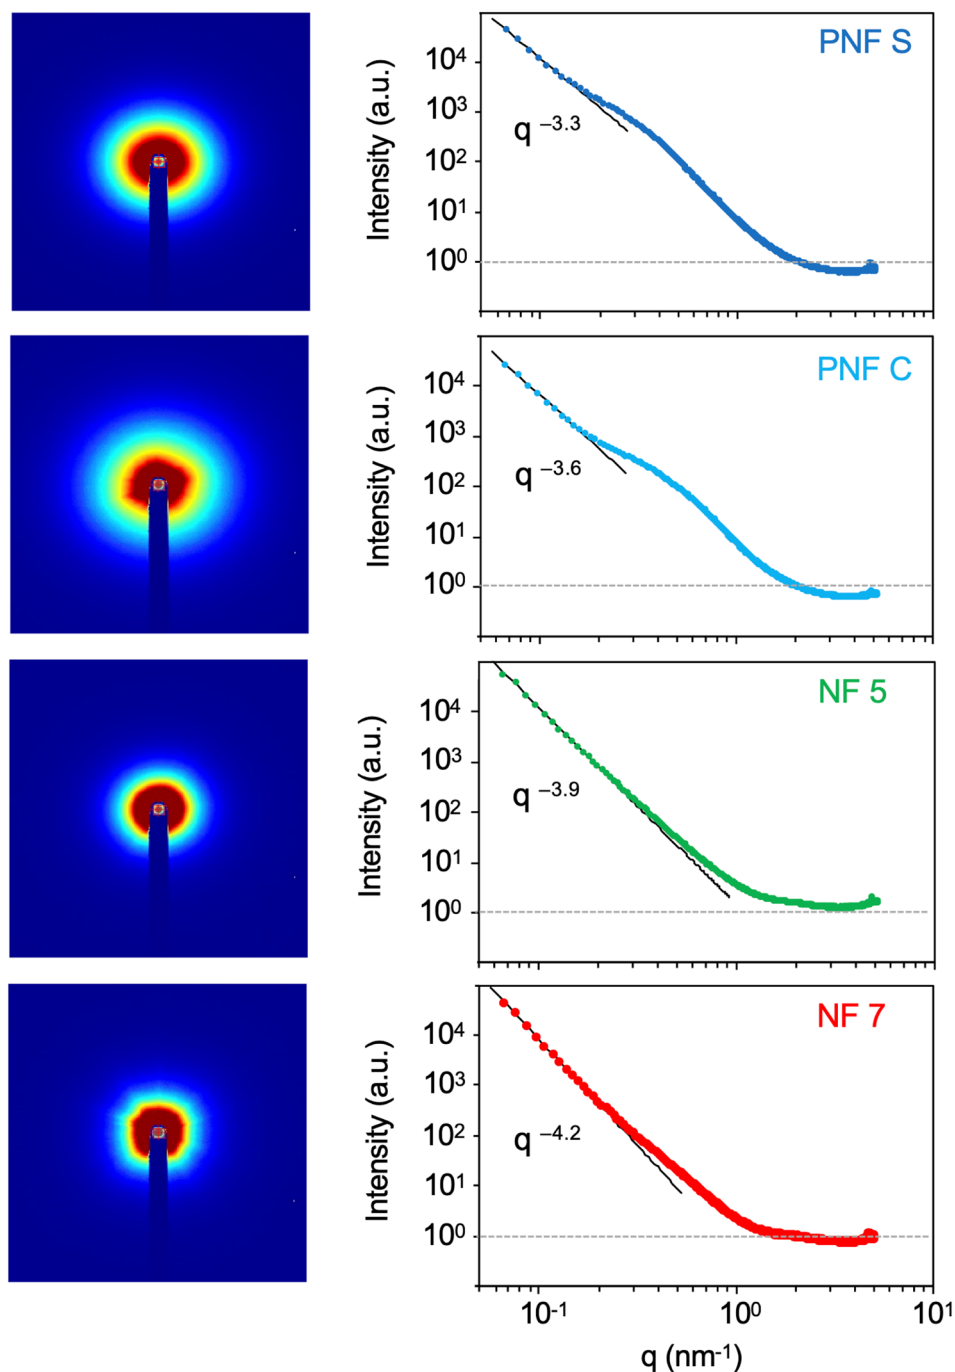 PNF S
Intensity (a.u.)
10⁴
10³
10²
10¹
10⁰
q ⁻³·³
PNF C
Intensity (a.u.)
10⁴
10³
10²
10¹
10⁰
q ⁻³·⁶
NF 5
Intensity (a.u.)
10⁴
10³
10²
10¹
10⁰
q ⁻³·⁹
NF 7
Intensity (a.u.)
10⁴
10³
10²
10¹
10⁰
q ⁻⁴·²
10⁻¹ 10⁰ 10¹
q (nm⁻¹)